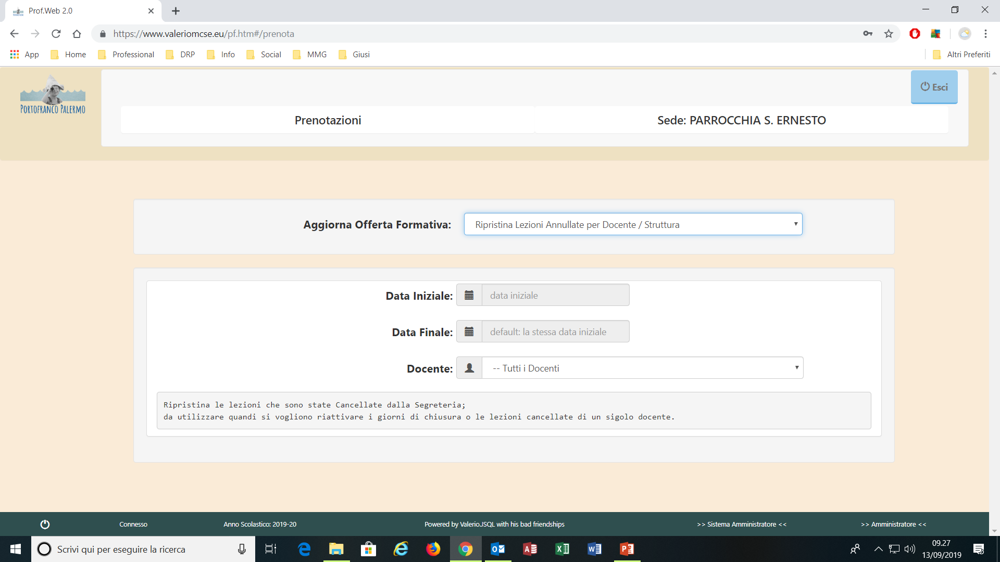 Prof.Web 2.0
https://www.valeriomcse.eu/pf.htm#/prenota
App Home Professional DRP Info Social MMG Giusi Altri Preferiti
PORTOFRANCO PALERMO
Esci
Prenotazioni
Sede: PARROCCHIA S. ERNESTO
Aggiorna Offerta Formativa: Ripristina Lezioni Annullate per Docente / Struttura
Data Iniziale: data iniziale
Data Finale: default: la stessa data iniziale
Docente: -- Tutti i Docenti
Ripristina le lezioni che sono state Cancellate dalla Segreteria;
da utilizzare quandi si vogliono riattivare i giorni di chiusura o le lezioni cancellate di un sigolo docente.
Connesso Anno Scolastico: 2019-20 Powered by ValerioJSQL with his bad friendships >> Sistema Amministratore << >> Amministratore <<
Scrivi qui per eseguire la ricerca
09.27
13/09/2019